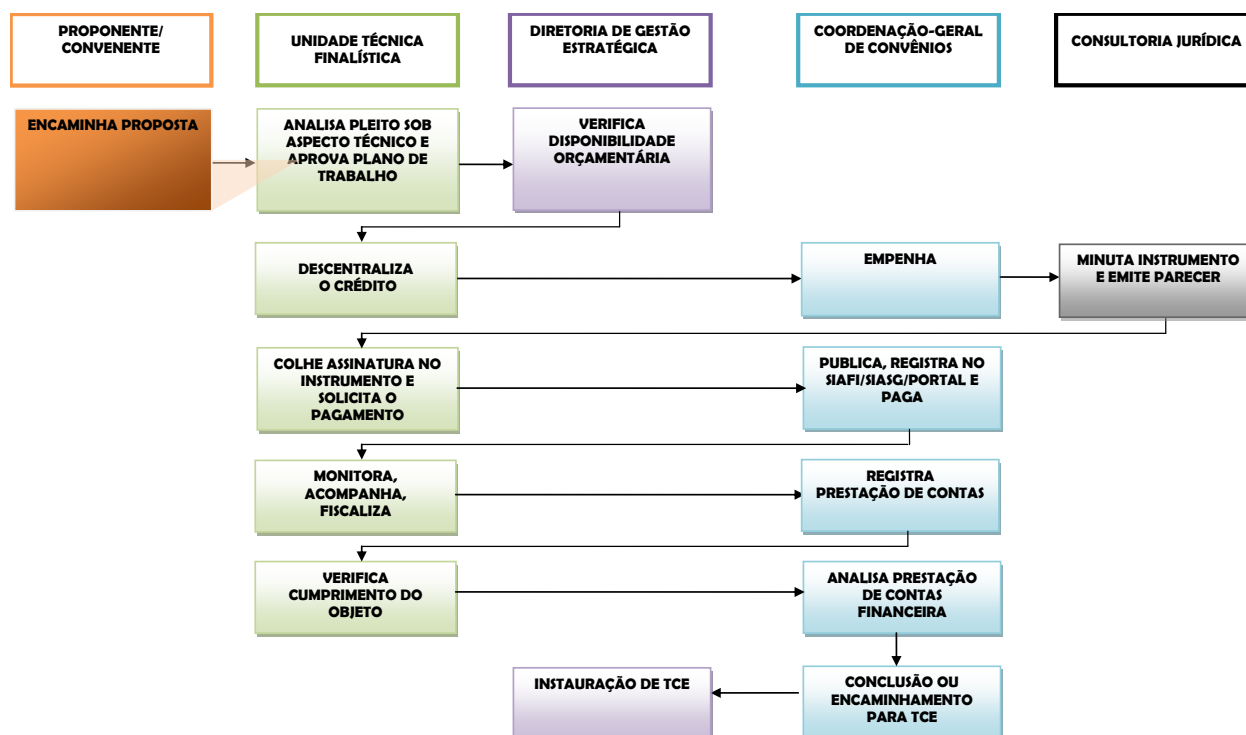 PROPONENTE/
CONVENENTE
UNIDADE TÉCNICA
FINALÍSTICA
DIRETORIA DE GESTÃO
ESTRATÉGICA
COORDENAÇÃO-GERAL
DE CONVÊNIOS
CONSULTORIA JURÍDICA
ENCAMINHA PROPOSTA
ANALISA PLEITO SOB
ASPECTO TÉCNICO E
APROVA PLANO DE
TRABALHO
VERIFICA
DISPONIBILIDADE
ORÇAMENTÁRIA
DESCENTRALIZA
O CRÉDITO
EMPENHA
MINUTA INSTRUMENTO
E EMITE PARECER
COLHE ASSINATURA NO
INSTRUMENTO E
SOLICITA O
PAGAMENTO
PUBLICA, REGISTRA NO
SIAFI/SIASG/PORTAL E
PAGA
MONITORA,
ACOMPANHA,
FISCALIZA
REGISTRA
PRESTAÇÃO DE CONTAS
VERIFICA
CUMPRIMENTO DO
OBJETO
ANALISA PRESTAÇÃO
DE CONTAS
FINANCEIRA
INSTAURAÇÃO DE TCE
CONCLUSÃO OU
ENCAMINHAMENTO
PARA TCE